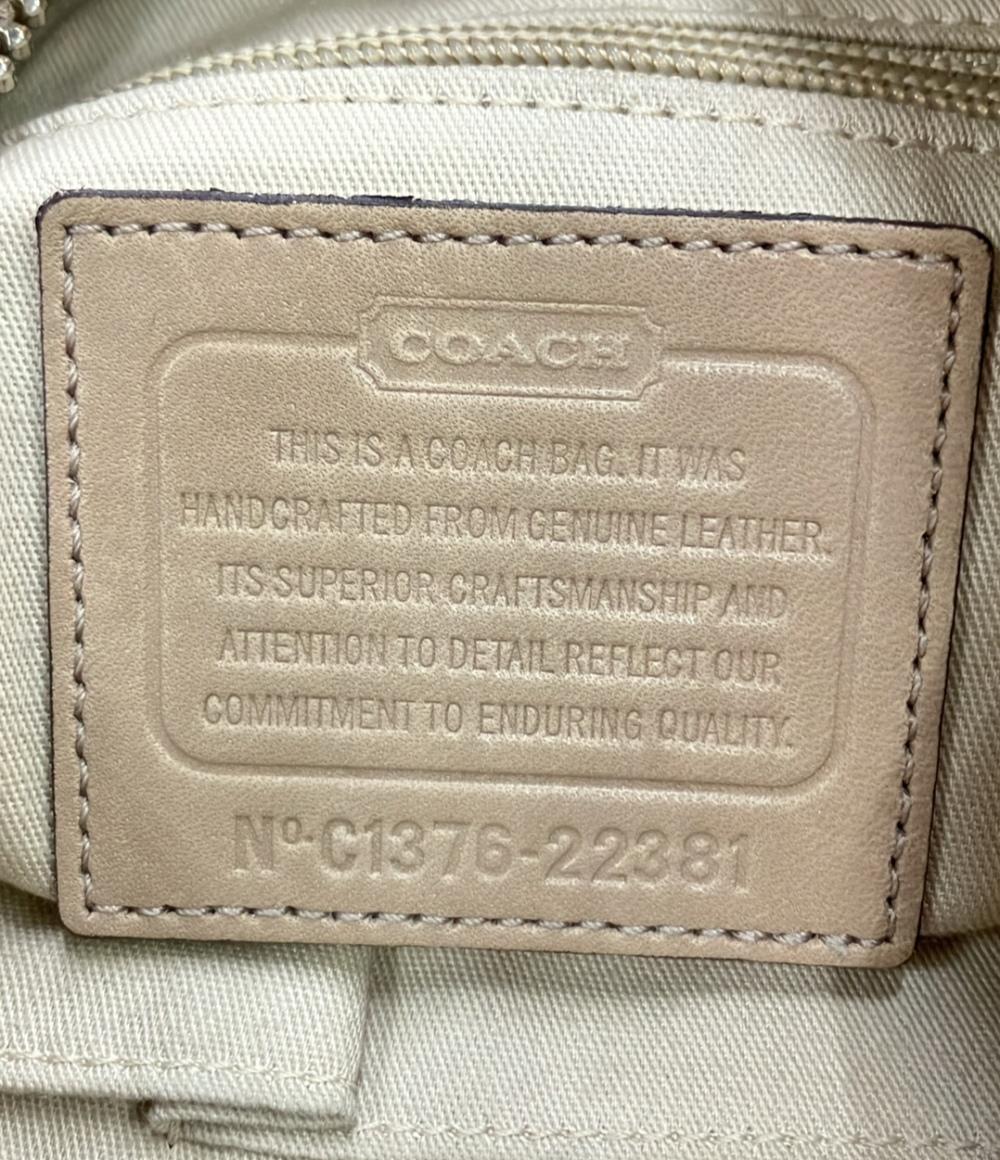 COACH
THIS IS A COACH BAG. IT WAS
HANDCRAFTED FROM GENUINE LEATHER.
ITS SUPERIOR CRAFTSMANSHIP AND
ATTENTION TO DETAIL REFLECT OUR
COMMITMENT TO ENDURING QUALITY.
Nº·C1376-22381